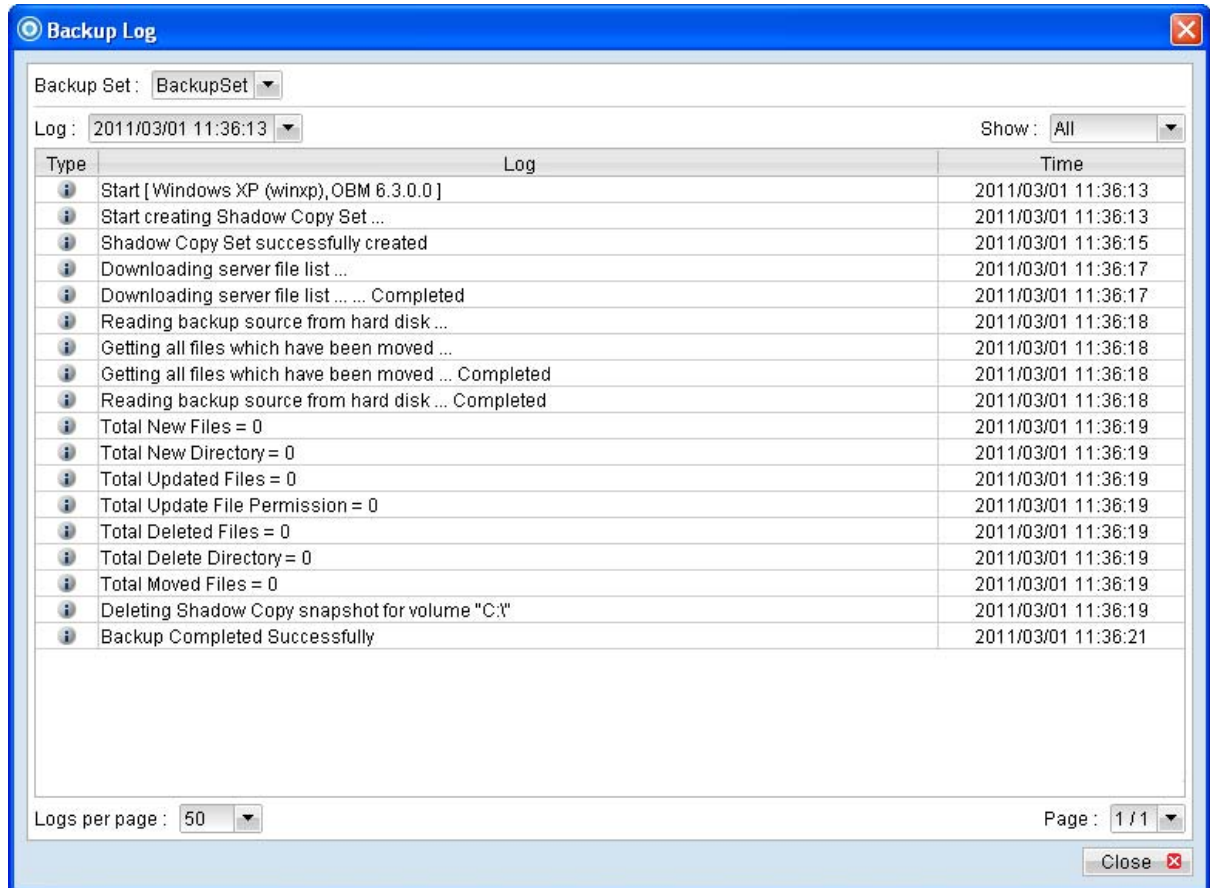 Backup Log
Backup Set : BackupSet
Log : 2011/03/01 11:36:13 Show : All
Type Log Time
Start [ Windows XP (winxp), OBM 6.3.0.0 ] 2011/03/01 11:36:13
Start creating Shadow Copy Set ... 2011/03/01 11:36:13
Shadow Copy Set successfully created 2011/03/01 11:36:15
Downloading server file list ... 2011/03/01 11:36:17
Downloading server file list ... ... Completed 2011/03/01 11:36:17
Reading backup source from hard disk ... 2011/03/01 11:36:18
Getting all files which have been moved ... 2011/03/01 11:36:18
Getting all files which have been moved ... Completed 2011/03/01 11:36:18
Reading backup source from hard disk ... Completed 2011/03/01 11:36:18
Total New Files = 0 2011/03/01 11:36:19
Total New Directory = 0 2011/03/01 11:36:19
Total Updated Files = 0 2011/03/01 11:36:19
Total Update File Permission = 0 2011/03/01 11:36:19
Total Deleted Files = 0 2011/03/01 11:36:19
Total Delete Directory = 0 2011/03/01 11:36:19
Total Moved Files = 0 2011/03/01 11:36:19
Deleting Shadow Copy snapshot for volume "C:\" 2011/03/01 11:36:19
Backup Completed Successfully 2011/03/01 11:36:21
Logs per page : 50 Page : 1 / 1
Close